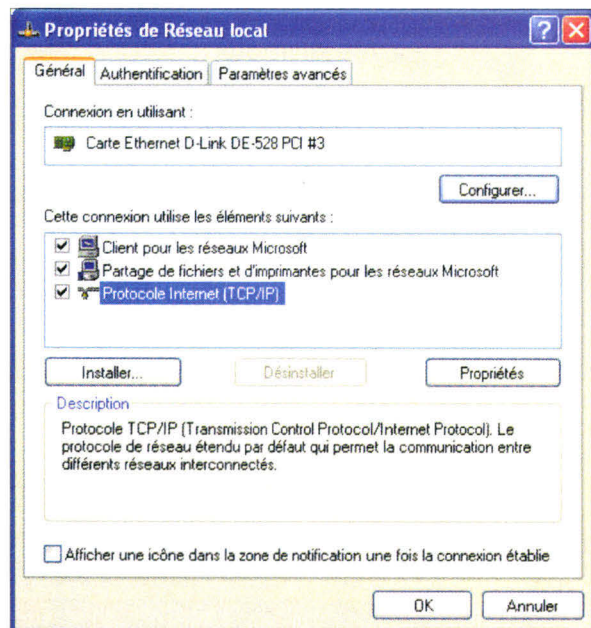 Propriétés de Réseau local
Général Authentification Paramètres avancés
Connexion en utilisant :
Carte Ethernet D-Link DE-528 PCI #3
Configurer...
Cette connexion utilise les éléments suivants :
Client pour les réseaux Microsoft
Partage de fichiers et d'imprimantes pour les réseaux Microsoft
Protocole Internet (TCP/IP)
Installer... Désinstaller Propriétés
Description
Protocole TCP/IP (Transmission Control Protocol/Internet Protocol). Le
protocole de réseau étendu par défaut qui permet la communication entre
différents réseaux interconnectés.
Afficher une icône dans la zone de notification une fois la connexion établie
OK Annuler